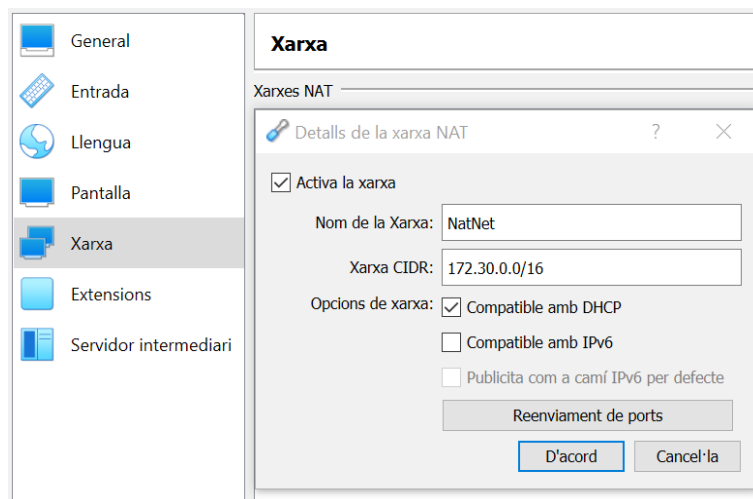 General
Entrada
Llengua
Pantalla
Xarxa
Extensions
Servidor intermediari
Xarxa
Xarxes NAT
Detalls de la xarxa NAT ?
Activa la xarxa
Nom de la Xarxa: NatNet
Xarxa CIDR: 172.30.0.0/16
Opcions de xarxa: Compatible amb DHCP
Compatible amb IPv6
Publicita com a camí IPv6 per defecte
Reenviament de ports
D'acord Cancel·la